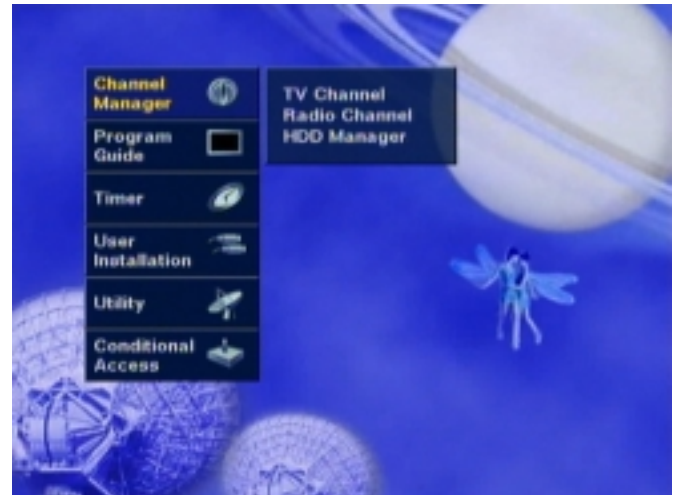 Channel
Manager
Program
Guide
Timer
User
Installation
Utility
Conditional
Access
TV Channel
Radio Channel
HDD Manager